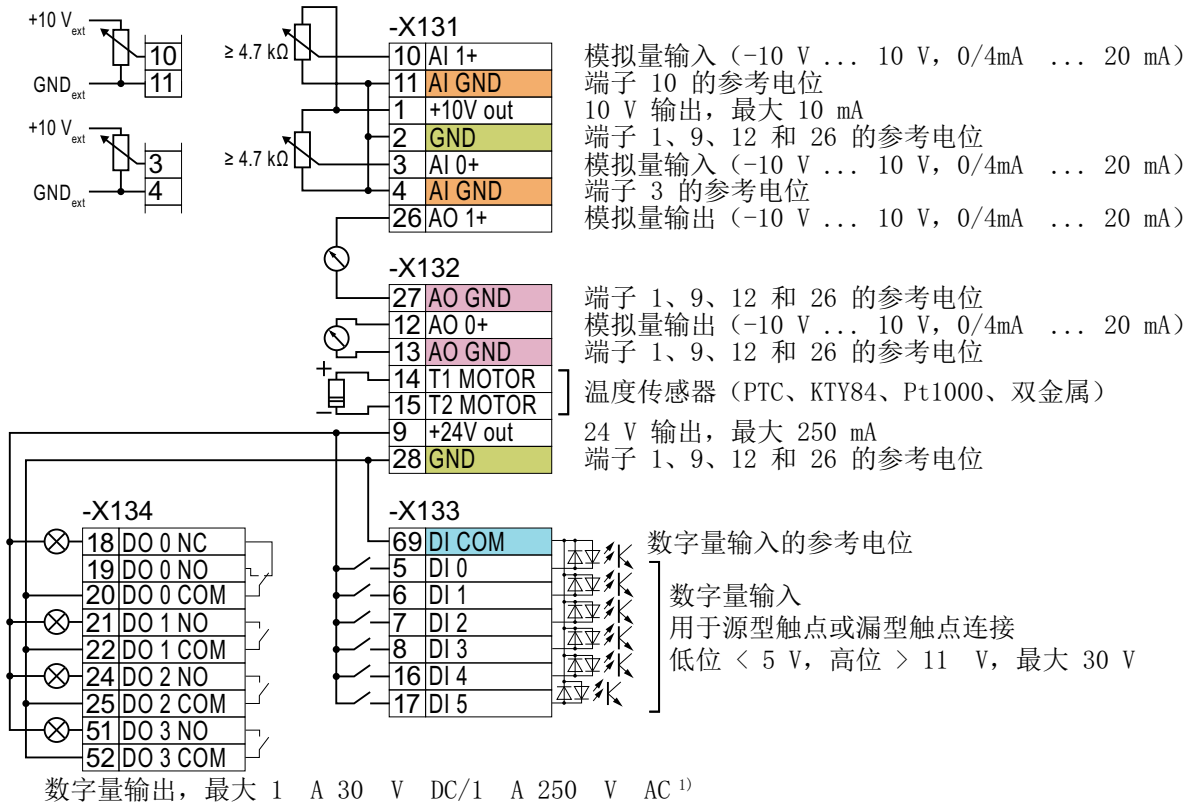 +10 Vext
10
GNDext
11
+10 Vext
3
GNDext
4
≥ 4.7 kΩ
≥ 4.7 kΩ
-X131
10 AI 1+ 模拟量输入（-10 V ... 10 V，0/4mA ... 20 mA）
11 AI GND 端子 10 的参考电位
1 +10V out 10 V 输出，最大 10 mA
2 GND 端子 1、9、12 和 26 的参考电位
3 AI 0+ 模拟量输入（-10 V ... 10 V，0/4mA ... 20 mA）
4 AI GND 端子 3 的参考电位
26 AO 1+ 模拟量输出（-10 V ... 10 V，0/4mA ... 20 mA）
-X132
27 AO GND 端子 1、9、12 和 26 的参考电位
12 AO 0+ 模拟量输出（-10 V ... 10 V，0/4mA ... 20 mA）
13 AO GND 端子 1、9、12 和 26 的参考电位
+
14 T1 MOTOR
温度传感器（PTC、KTY84、Pt1000、双金属）
15 T2 MOTOR
−
9 +24V out 24 V 输出，最大 250 mA
28 GND 端子 1、9、12 和 26 的参考电位
-X134
18 DO 0 NC
19 DO 0 NO
20 DO 0 COM
21 DO 1 NO
22 DO 1 COM
24 DO 2 NO
25 DO 2 COM
51 DO 3 NO
52 DO 3 COM
-X133
69 DI COM 数字量输入的参考电位
5 DI 0
6 DI 1
7 DI 2
8 DI 3
16 DI 4
17 DI 5
数字量输入
用于源型触点或漏型触点连接
低位 < 5 V，高位 > 11 V，最大 30 V
数字量输出，最大 1 A 30 V DC/1 A 250 V AC 1)